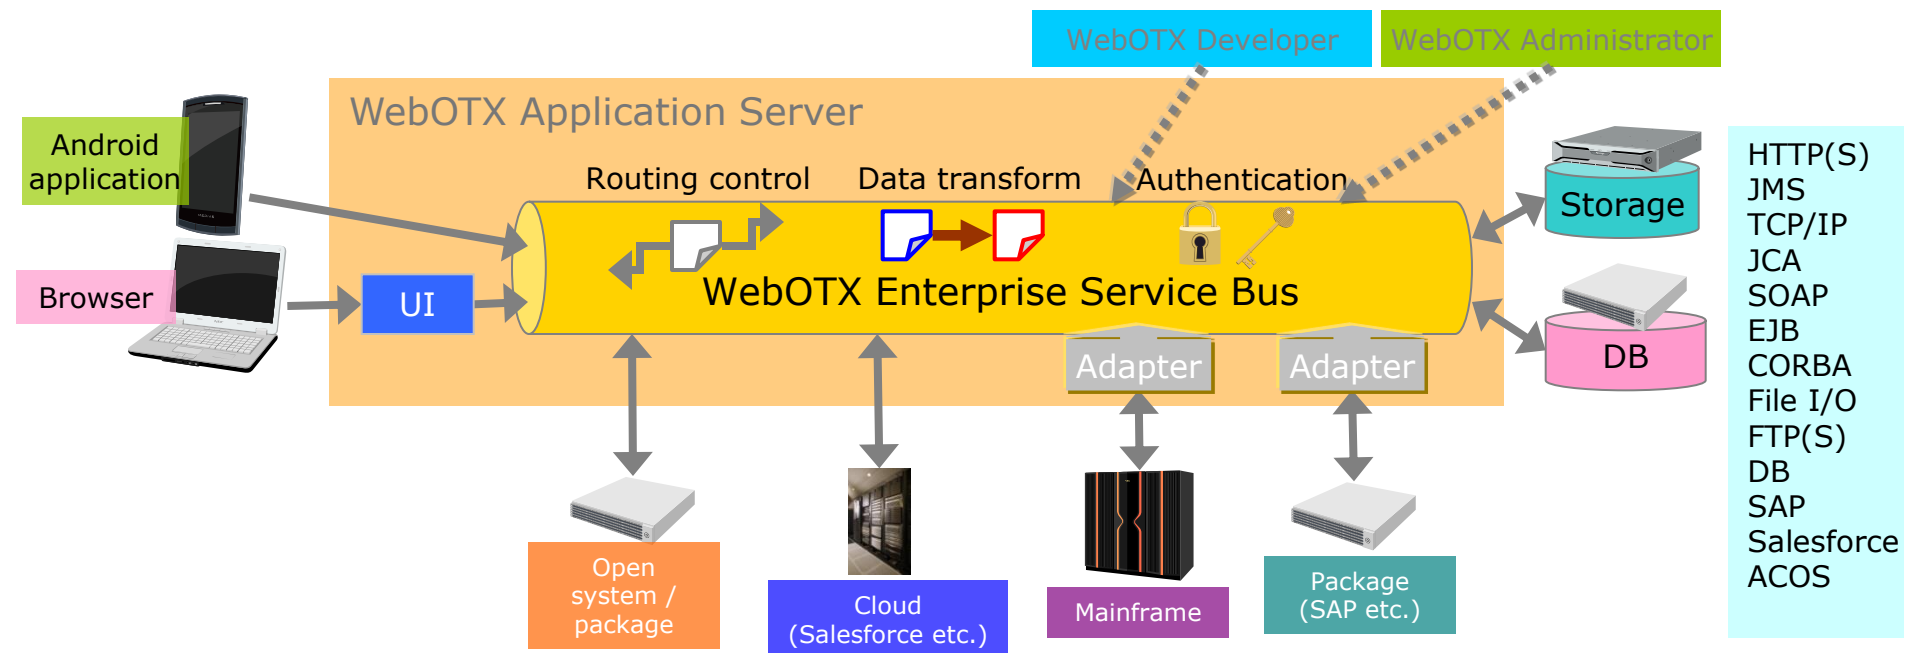 WebOTX Developer
WebOTX Administrator
WebOTX Application Server
Android
application
Browser
UI
Routing control
Data transform
Authentication
WebOTX Enterprise Service Bus
Adapter
Adapter
Storage
DB
Open
system /
package
Cloud
(Salesforce etc.)
Mainframe
Package
(SAP etc.)
HTTP(S)
JMS
TCP/IP
JCA
SOAP
EJB
CORBA
File I/O
FTP(S)
DB
SAP
Salesforce
ACOS